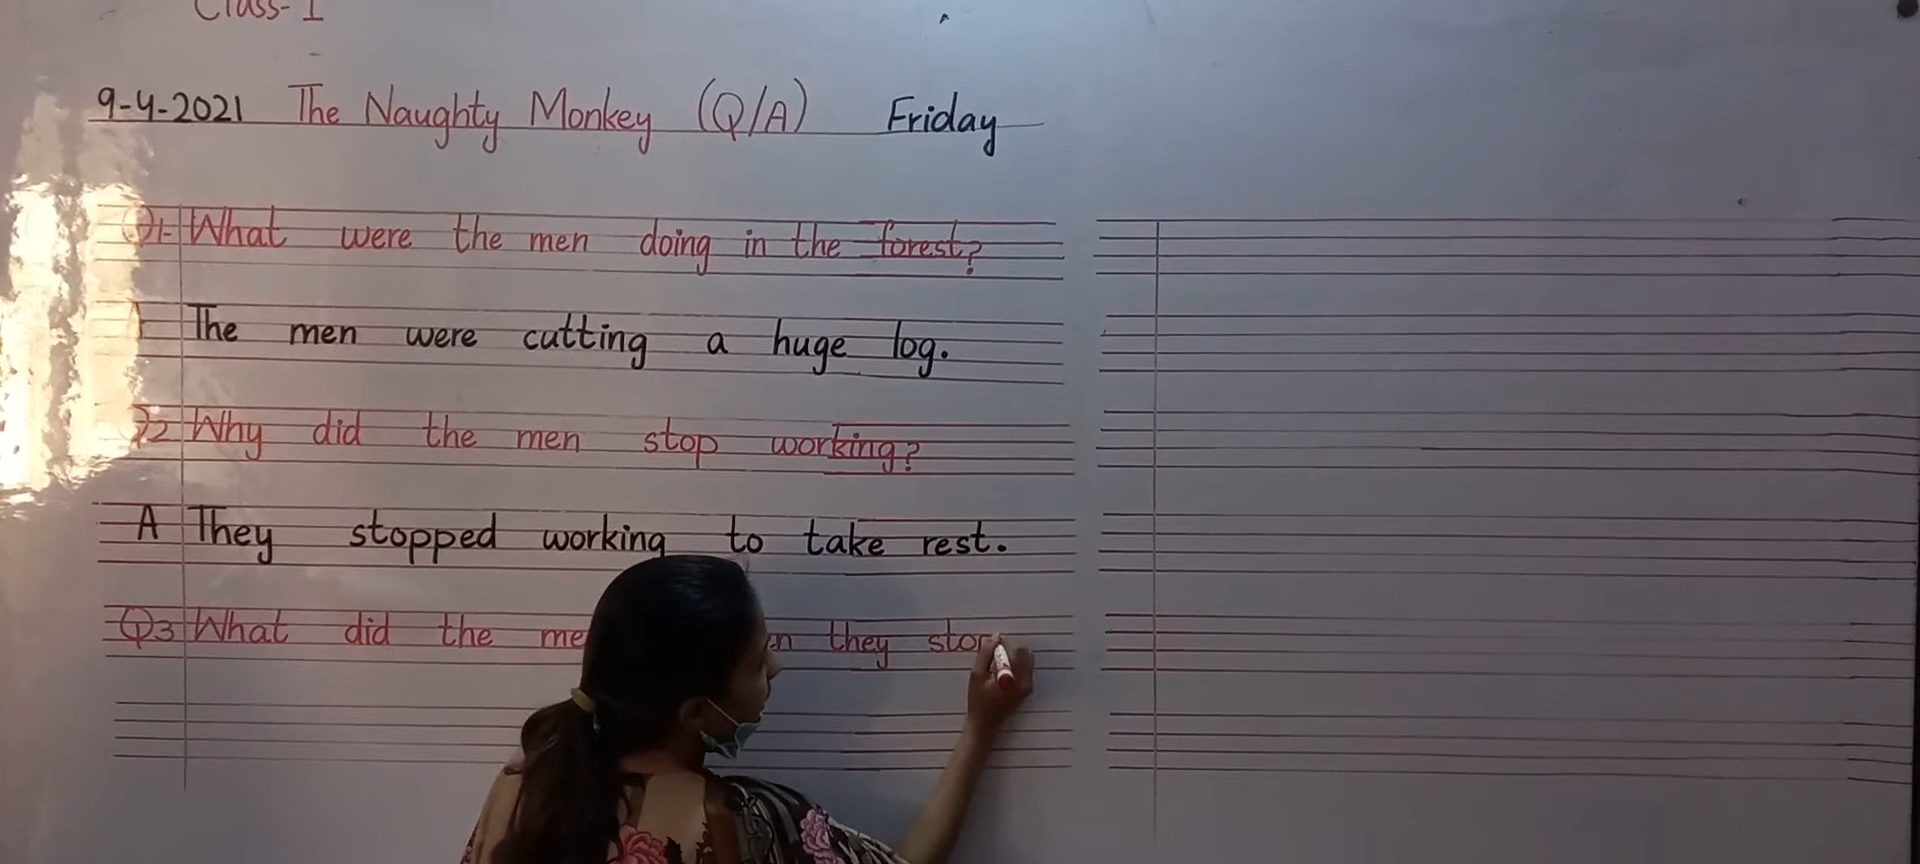 Class- I
9-4-2021 The Naughty Monkey (Q/A) Friday
Q1- What were the men doing in the forest?
The men were cutting a huge log.
Q2 Why did the men stop working?
A They stopped working to take rest.
Q3 What did the they